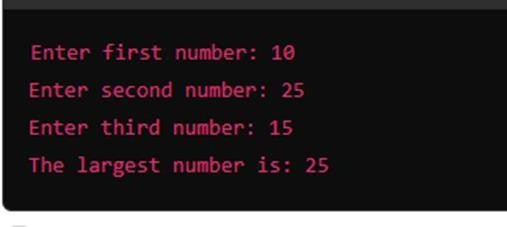 Enter first number: 10
Enter second number: 25
Enter third number: 15
The largest number is: 25